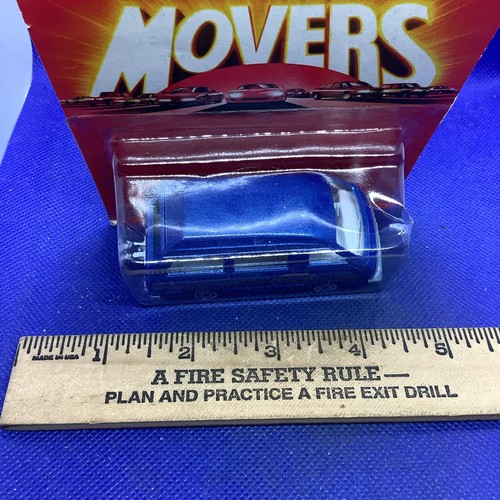 MOVERS
MADE IN USA 1 2 3 4 5
A FIRE SAFETY RULE—
PLAN AND PRACTICE A FIRE EXIT DRILL